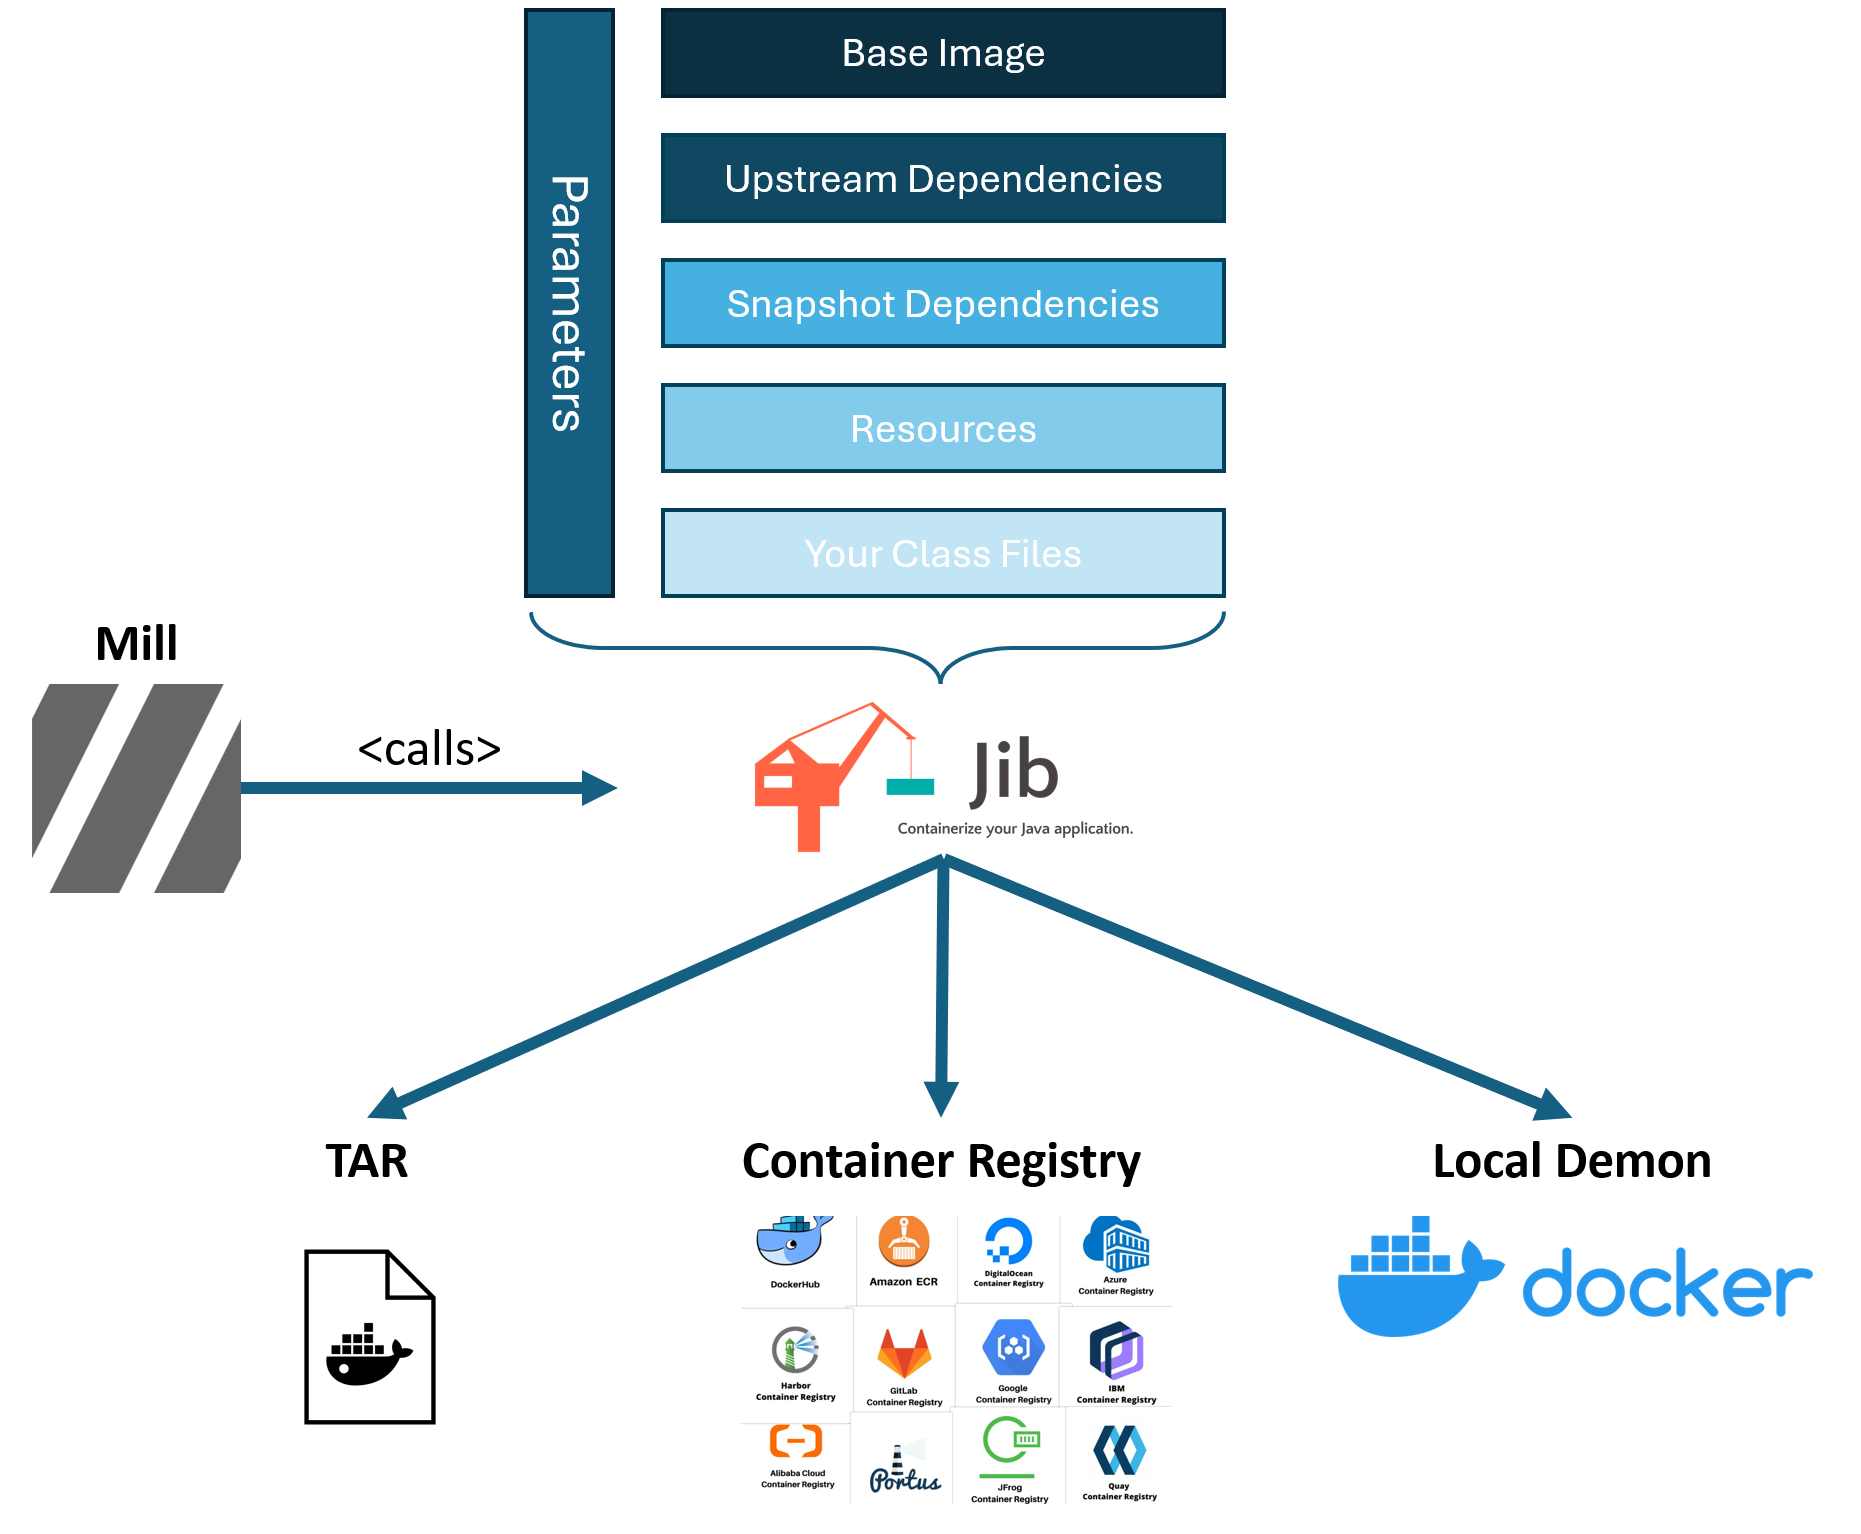 Parameters
Base Image
Upstream Dependencies
Snapshot Dependencies
Resources
Your Class Files
Mill
<calls>
Jib
Containerize your Java application.
TAR
Container Registry
Local Demon
DockerHub
Amazon ECR
DigitalOcean
Container Registry
Azure
Container Registry
docker
Harbor
Container Registry
GitLab
Container Registry
Google
Container Registry
IBM
Container Registry
Alibaba Cloud
Container Registry
Portus
JFrog
Container Registry
Quay
Container Registry